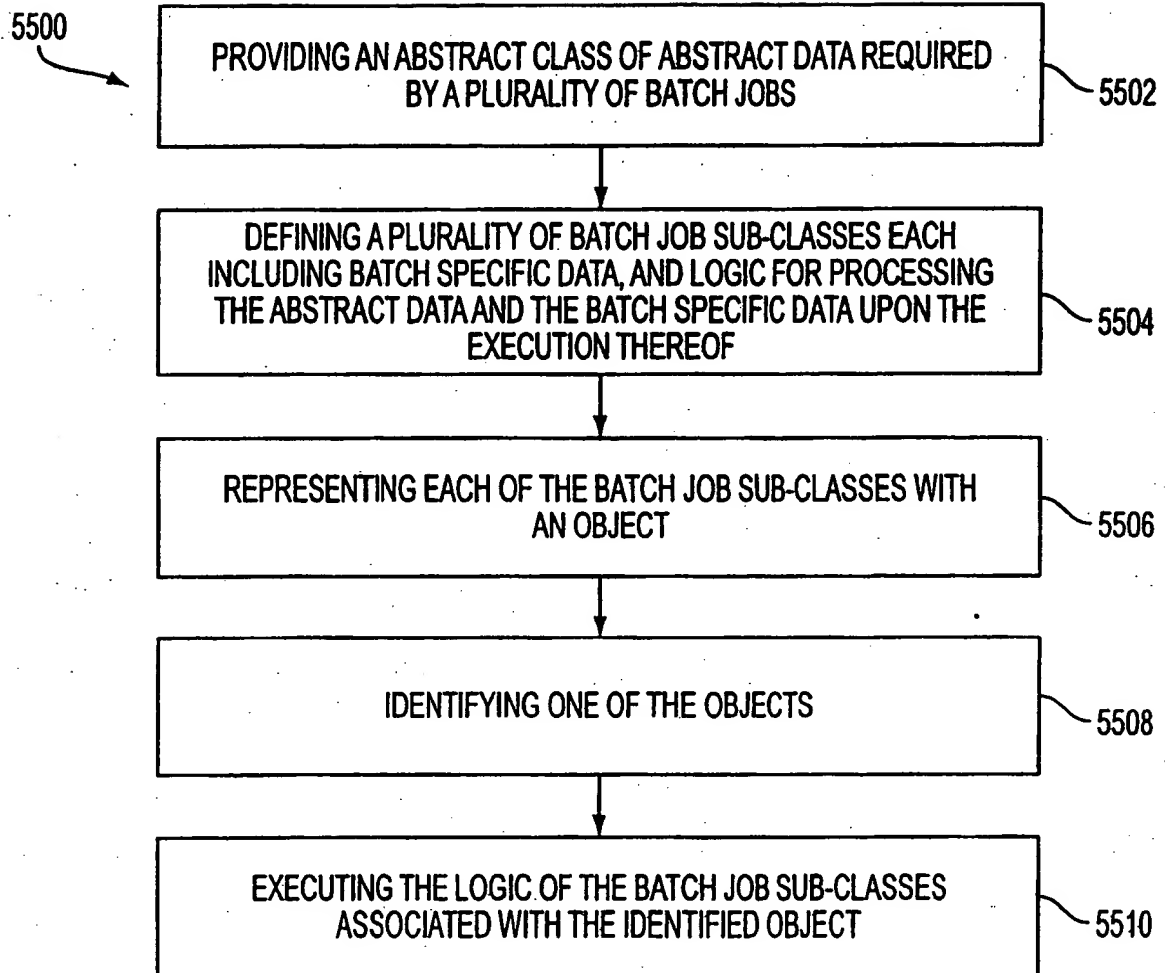 5500
PROVIDING AN ABSTRACT CLASS OF ABSTRACT DATA REQUIRED
BY A PLURALITY OF BATCH JOBS
5502
DEFINING A PLURALITY OF BATCH JOB SUB-CLASSES EACH
INCLUDING BATCH SPECIFIC DATA, AND LOGIC FOR PROCESSING
THE ABSTRACT DATA AND THE BATCH SPECIFIC DATA UPON THE
EXECUTION THEREOF
5504
REPRESENTING EACH OF THE BATCH JOB SUB-CLASSES WITH
AN OBJECT
5506
IDENTIFYING ONE OF THE OBJECTS
5508
EXECUTING THE LOGIC OF THE BATCH JOB SUB-CLASSES
ASSOCIATED WITH THE IDENTIFIED OBJECT
5510